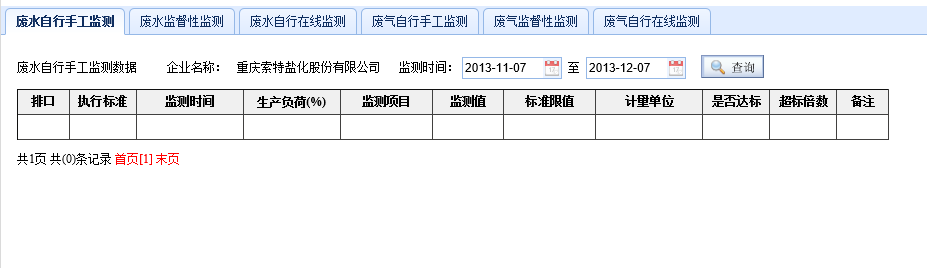 废水自行手工监测 废水监督性监测 废水自行在线监测 废气自行手工监测 废气监督性监测 废气自行在线监测
废水自行手工监测数据 企业名称： 重庆索特盐化股份有限公司 监测时间： 2013-11-07 至 2013-12-07 查询
排口 执行标准 监测时间 生产负荷(%) 监测项目 监测值 标准限值 计量单位 是否达标 超标倍数 备注
共1页 共(0)条记录 首页[1] 末页